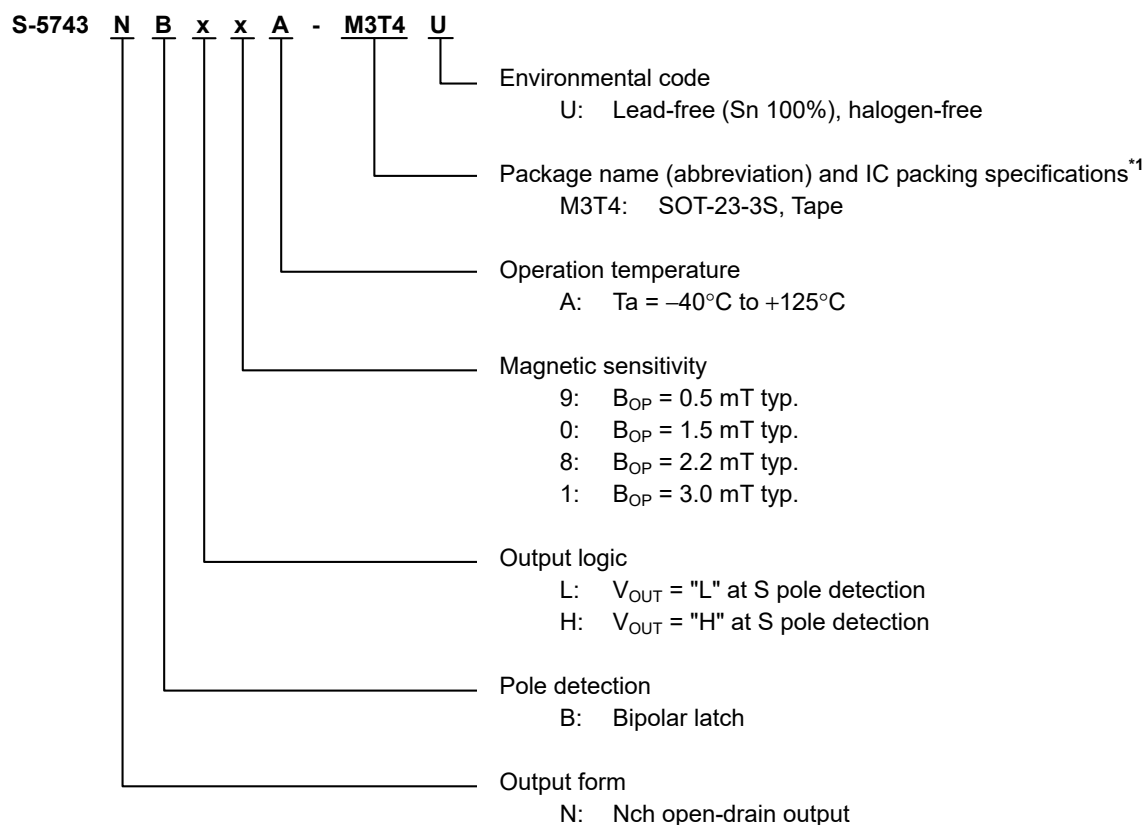 S-5743 N B x x A - M3T4 U
Environmental code
U: Lead-free (Sn 100%), halogen-free
Package name (abbreviation) and IC packing specifications*1
M3T4: SOT-23-3S, Tape
Operation temperature
A: Ta = −40°C to +125°C
Magnetic sensitivity
9: BOP = 0.5 mT typ.
0: BOP = 1.5 mT typ.
8: BOP = 2.2 mT typ.
1: BOP = 3.0 mT typ.
Output logic
L: VOUT = "L" at S pole detection
H: VOUT = "H" at S pole detection
Pole detection
B: Bipolar latch
Output form
N: Nch open-drain output